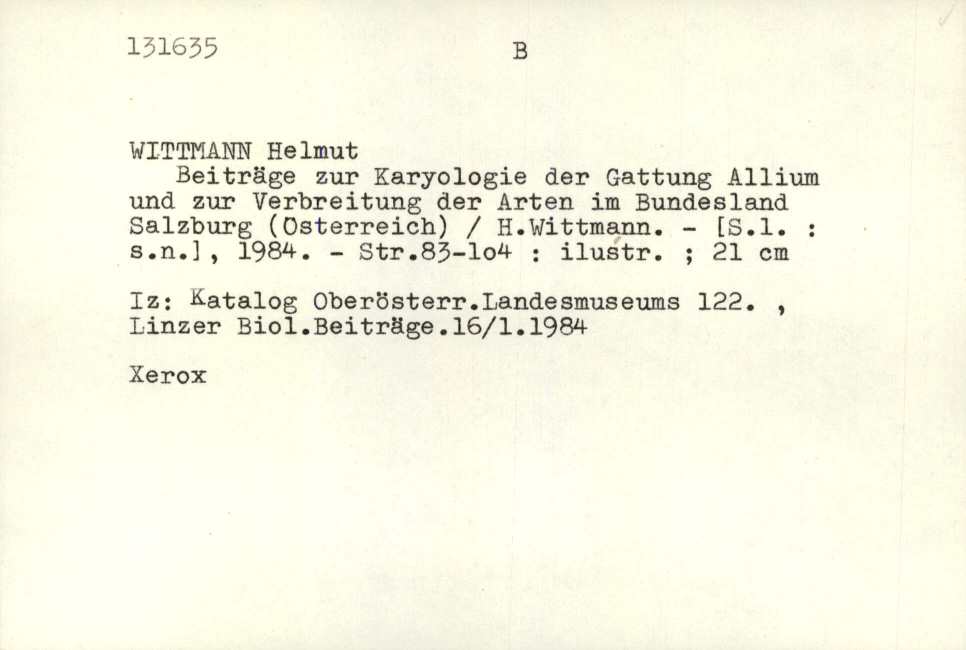 131635
B
WITTMANN Helmut
Beiträge zur Karyologie der Gattung Allium
und zur Verbreitung der Arten im Bundesland
Salzburg (Österreich) / H.Wittmann. - [S.l. :
s.n.], 1984. - Str.83-lo4 : ilustr. ; 21 cm
Iz: Katalog Oberösterr.Landesmuseums 122. ,
Linzer Biol.Beiträge.16/1.1984
Xerox